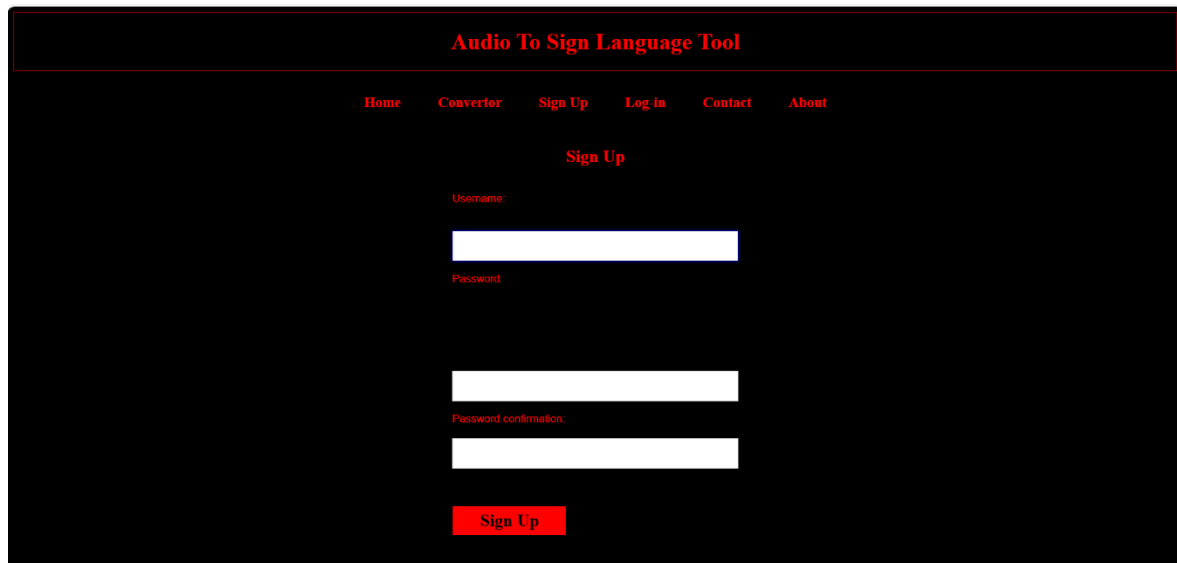 Audio To Sign Language Tool
Home Convertor Sign Up Log-in Contact About
Sign Up
Username:
Password:
Password confirmation:
Sign Up